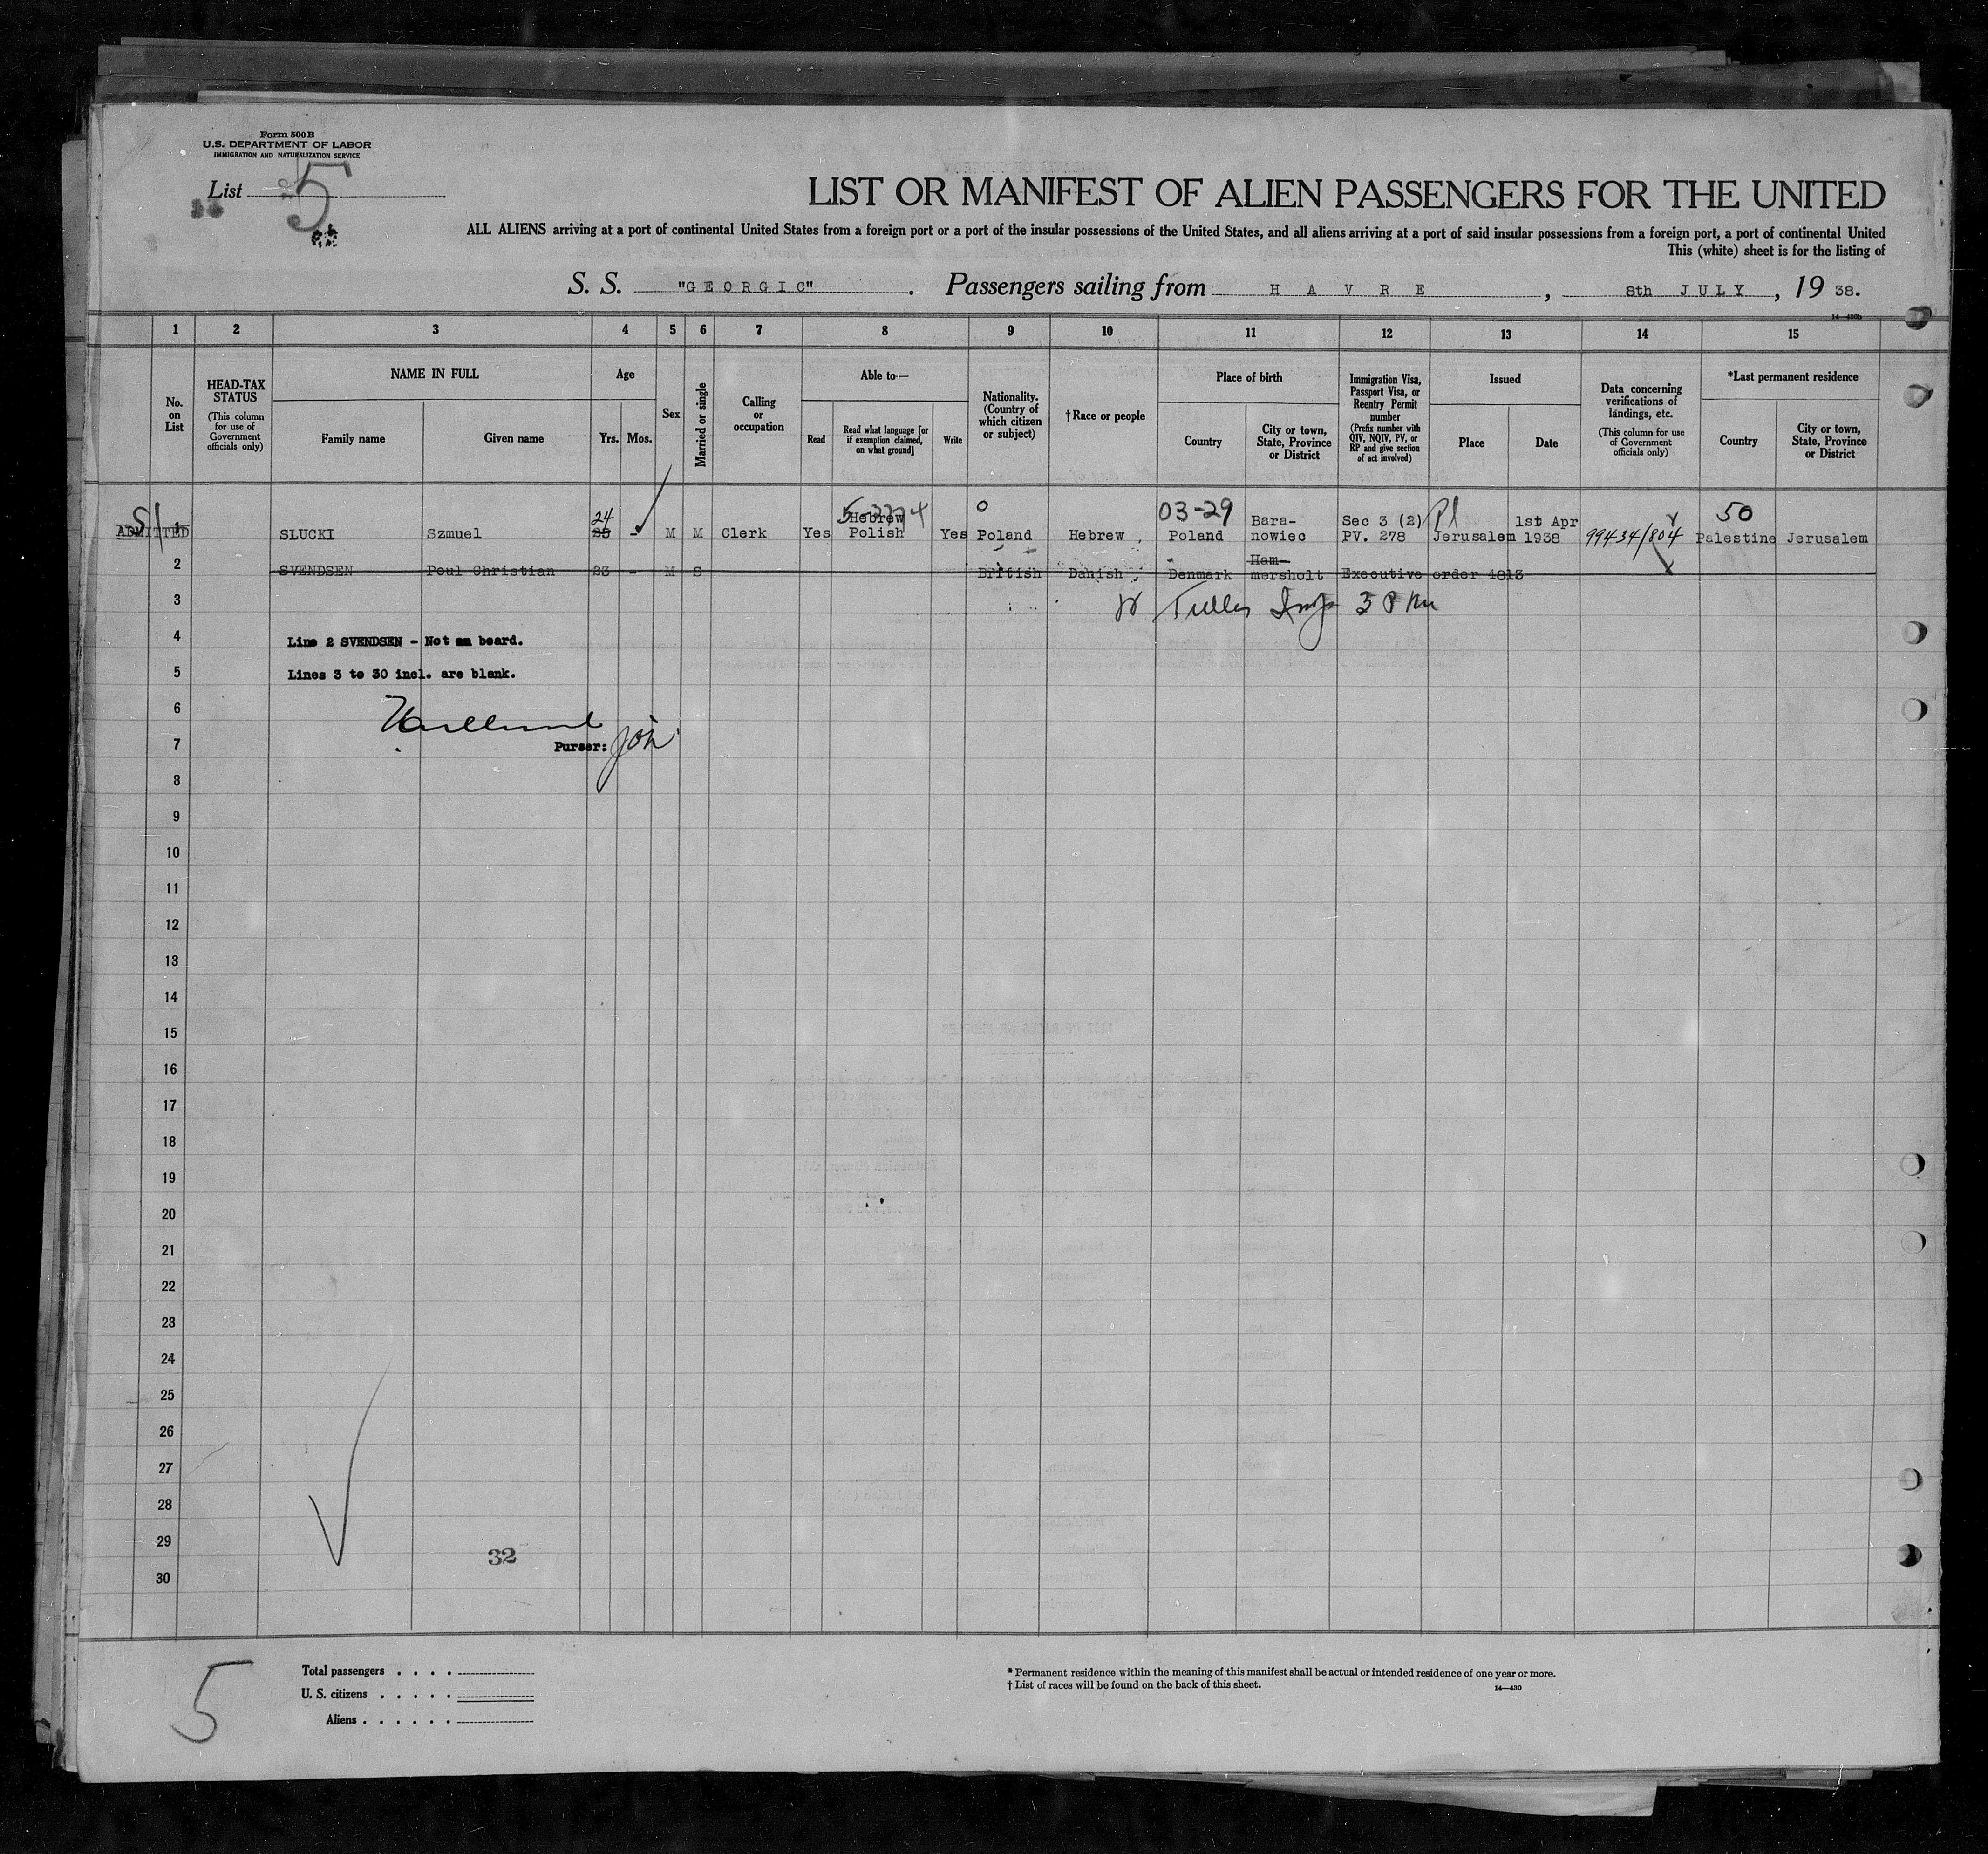 Form 500 B
U.S. DEPARTMENT OF LABOR
IMMIGRATION AND NATURALIZATION SERVICE
List 5
LIST OR MANIFEST OF ALIEN PASSENGERS FOR THE UNITED
ALL ALIENS arriving at a port of continental United States from a foreign port or a port of the insular possessions of the United States, and all aliens arriving at a port of said insular possessions from a foreign port, a port of continental United
This (white) sheet is for the listing of
S. S. "GEORGIC". Passengers sailing from HAVRE, 8th JULY, 19 38.
14—430b
1 2 3 4 5 6 7 8 9 10 11 12 13 14 15
No. on List
HEAD-TAX STATUS
(This column for use of Government officials only)
NAME IN FULL
Family name Given name
Age
Yrs. Mos.
Sex
Married or single
Calling or occupation
Able to—
Read
Read what language [or if exemption claimed, on what ground]
Write
Nationality. (Country of which citizen or subject)
†Race or people
Place of birth
Country
City or town, State, Province or District
Immigration Visa, Passport Visa, or Reentry Permit number
(Prefix number with QIV, NQIV, PV, or RP and give section of act involved)
Issued
Place Date
Data concerning verifications of landings, etc.
(This column for use of Government officials only)
*Last permanent residence
Country
City or town, State, Province or District
24 03-29 Pl 50
ADMITTED 1 SLUCKI Szmuel 25 - M M Clerk Yes Hebrew Polish Yes Poland Hebrew Poland Bara-nowiec Sec 3 (2) PV. 278 Jerusalem 1st Apr 1938 99434/804 Palestine Jerusalem
2 SVENDSEN Poul Christian 23 - M S British Danish Denmark Ham-mersholt Executive order 4813
3
4 Line 2 SVENDSEN - Not on board.
5 Lines 3 to 30 incl. are blank.
6
7 Purser:
8
9
10
11
12
13
14
15
16
17
18
19
20
21
22
23
24
25
26
27
28
29 32
30
5
Total passengers
U. S. citizens
Aliens
* Permanent residence within the meaning of this manifest shall be actual or intended residence of one year or more.
† List of races will be found on the back of this sheet.
14—430